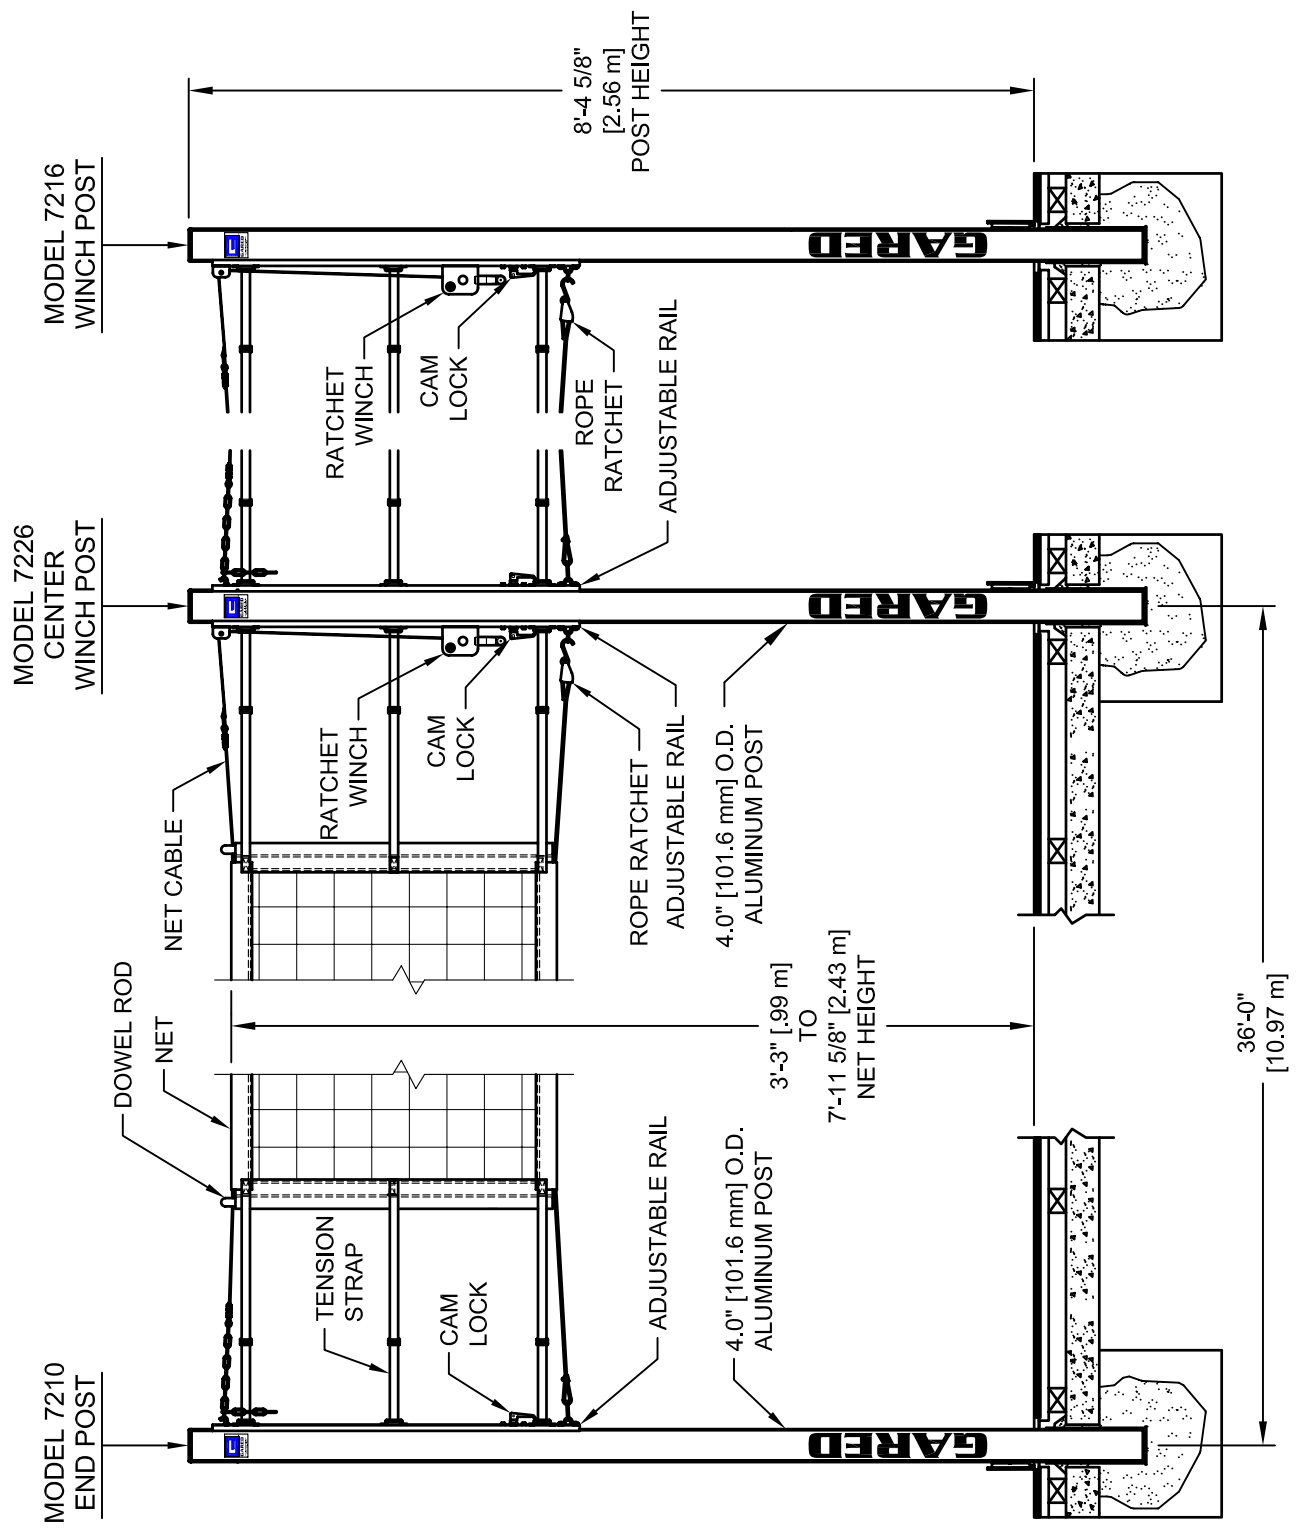 MODEL 7210
END POST
MODEL 7226
CENTER
WINCH POST
MODEL 7216
WINCH POST
DOWEL ROD
NET
NET CABLE
TENSION
STRAP
CAM
LOCK
RATCHET
WINCH
CAM
LOCK
RATCHET
WINCH
CAM
LOCK
ROPE
RATCHET
ADJUSTABLE RAIL
ROPE RATCHET
ADJUSTABLE RAIL
4.0" [101.6 mm] O.D.
ALUMINUM POST
ADJUSTABLE RAIL
4.0" [101.6 mm] O.D.
ALUMINUM POST
3'-3" [.99 m]
TO
7'-11 5/8" [2.43 m]
NET HEIGHT
8'-4 5/8"
[2.56 m]
POST HEIGHT
GARED
GARED
GARED
36'-0"
[10.97 m]